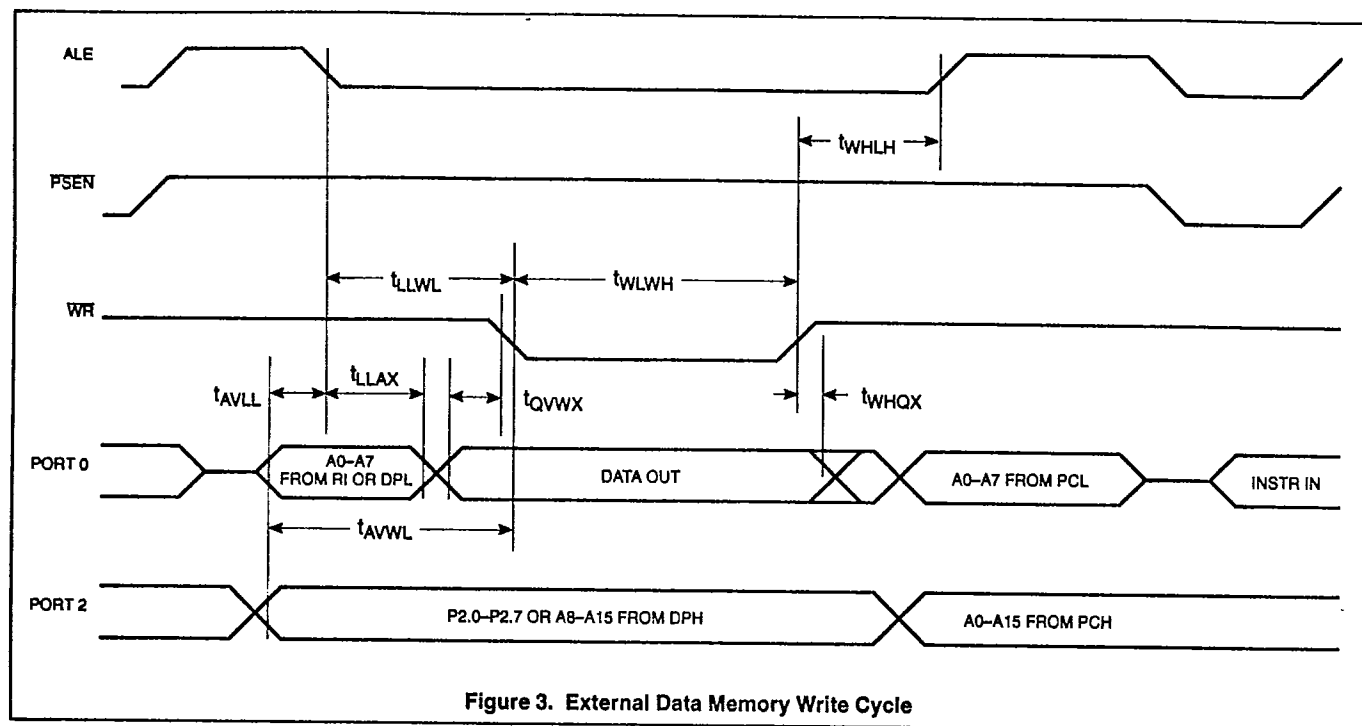 ALE
tWHLH
PSEN
tLLWL
tWLWH
WR
tAVLL
tLLAX
tQVWX
tWHQX
PORT 0
A0–A7
FROM RI OR DPL
DATA OUT
A0–A7 FROM PCL
INSTR IN
tAVWL
PORT 2
P2.0–P2.7 OR A8–A15 FROM DPH
A0–A15 FROM PCH
Figure 3. External Data Memory Write Cycle